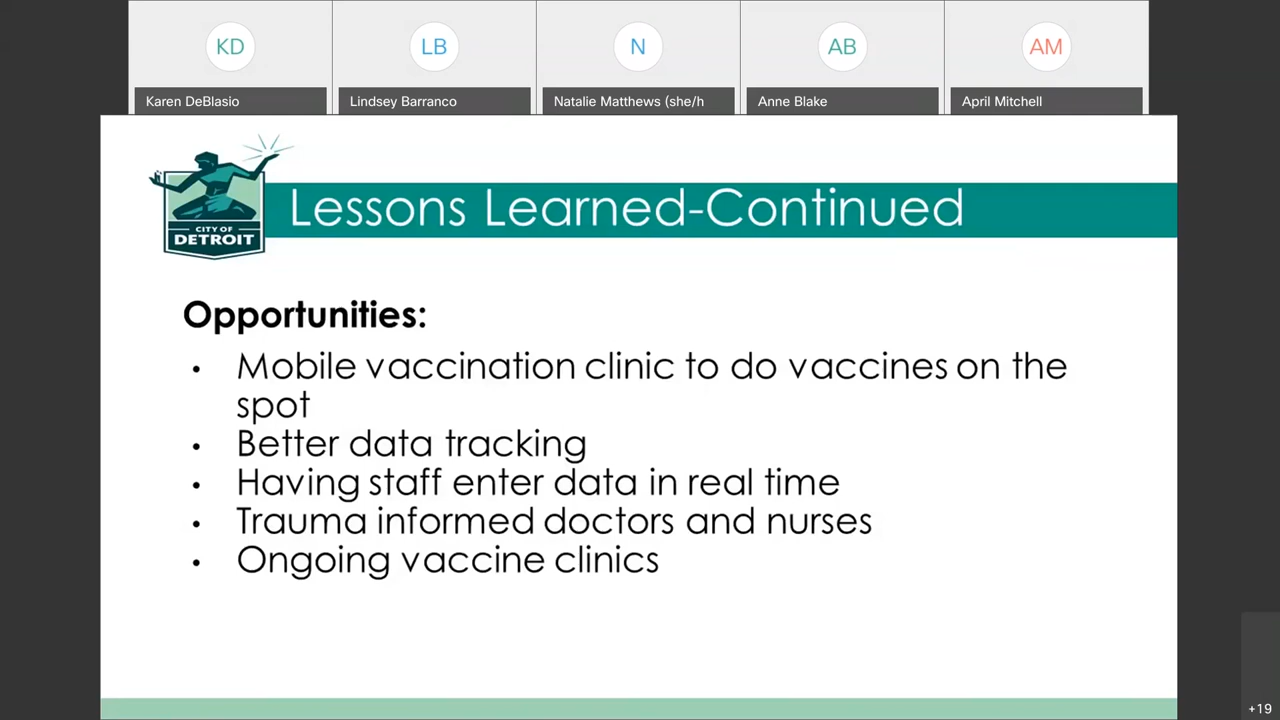 KD
LB
N
AB
AM
Karen DeBlasio
Lindsey Barranco
Natalie Matthews (she/h
Anne Blake
April Mitchell
CITY OF
DETROIT
Lessons Learned-Continued
Opportunities:
• Mobile vaccination clinic to do vaccines on the
spot
• Better data tracking
• Having staff enter data in real time
• Trauma informed doctors and nurses
• Ongoing vaccine clinics
+19